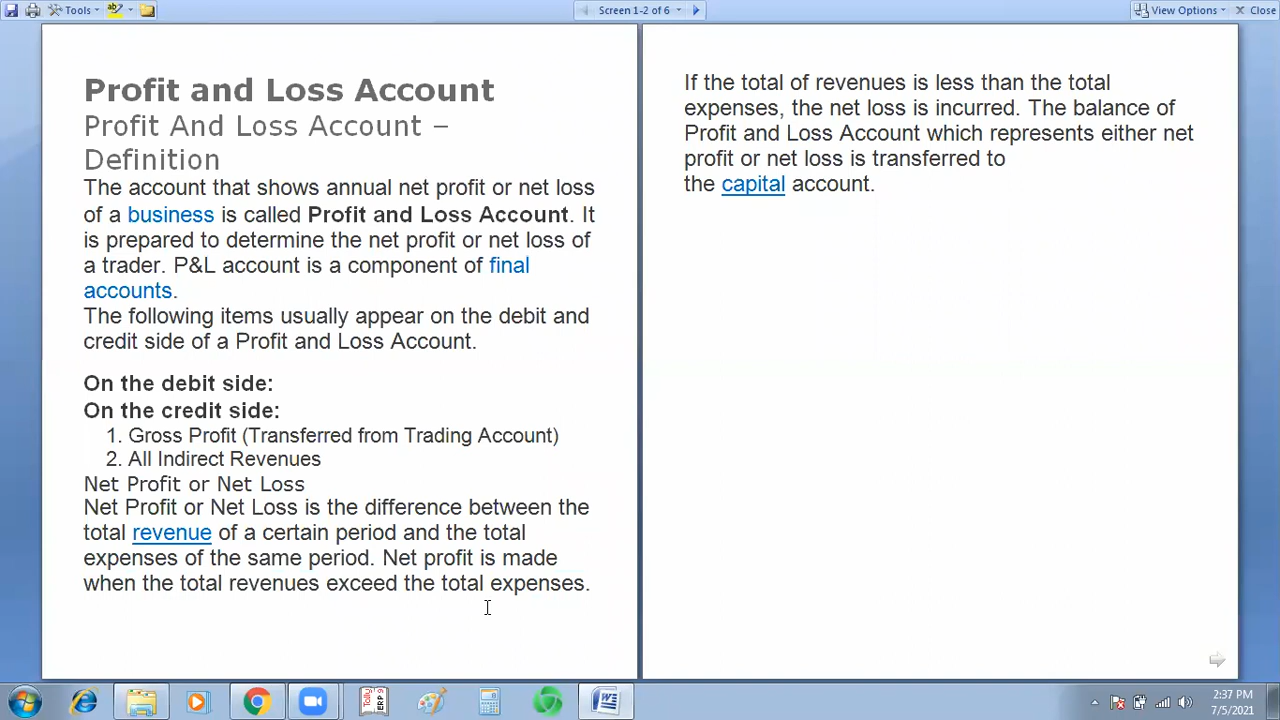 Tools
Screen 1-2 of 6
View Options
Close
Profit and Loss Account
Profit And Loss Account –
Definition
The account that shows annual net profit or net loss
of a business is called Profit and Loss Account. It
is prepared to determine the net profit or net loss of
a trader. P&L account is a component of final
accounts.
The following items usually appear on the debit and
credit side of a Profit and Loss Account.
On the debit side:
On the credit side:
1. Gross Profit (Transferred from Trading Account)
2. All Indirect Revenues
Net Profit or Net Loss
Net Profit or Net Loss is the difference between the
total revenue of a certain period and the total
expenses of the same period. Net profit is made
when the total revenues exceed the total expenses.
If the total of revenues is less than the total
expenses, the net loss is incurred. The balance of
Profit and Loss Account which represents either net
profit or net loss is transferred to
the capital account.
Tally
ERP 9
2:37 PM
7/5/2021